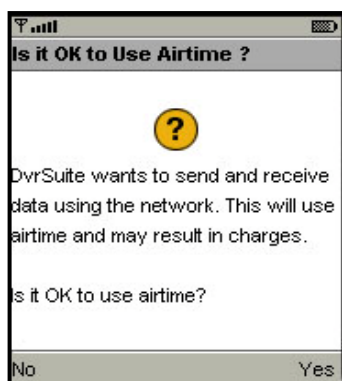 Is it OK to Use Airtime ?
?
DvrSuite wants to send and receive
data using the network. This will use
airtime and may result in charges.
Is it OK to use airtime?
No Yes